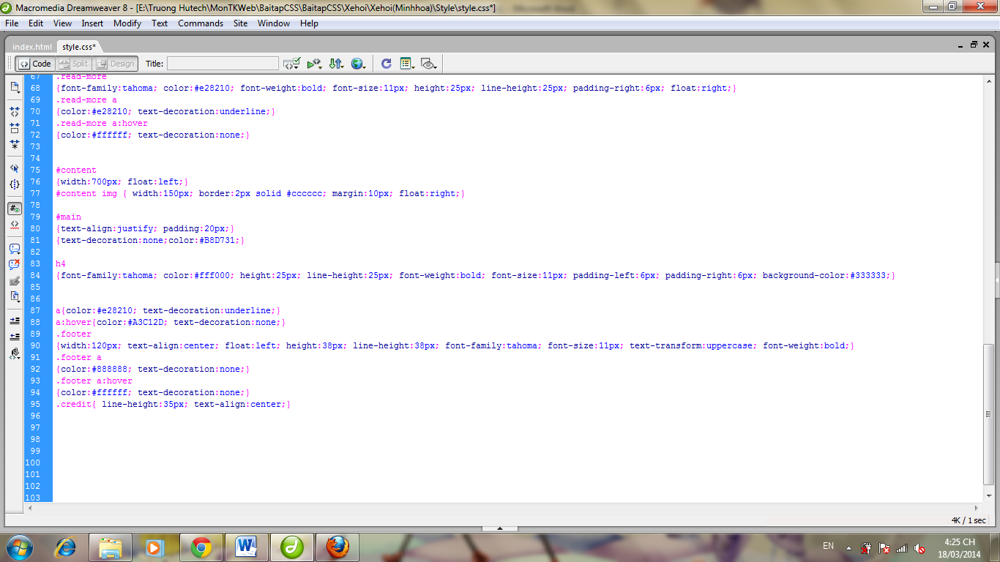 Macromedia Dreamweaver 8 - [E:\Truong Hutech\MonTKWeb\BaitapCSS\BaitapCSS\Xehoi\Xehoi(Minhhoa)\Style\style.css*]
File Edit View Insert Modify Text Commands Site Window Help
index.html style.css*
Code Split Design Title:
67 .read-more
68 {font-family:tahoma; color:#e28210; font-weight:bold; font-size:11px; height:25px; line-height:25px; padding-right:6px; float:right;}
69 .read-more a
70 {color:#e28210; text-decoration:underline;}
71 .read-more a:hover
72 {color:#ffffff; text-decoration:none;}
73
74
75 #content
76 {width:700px; float:left;}
77 #content img { width:150px; border:2px solid #cccccc; margin:10px; float:right;}
78
79 #main
80 {text-align:justify; padding:20px;}
81 {text-decoration:none;color:#B8D731;}
82
83 h4
84 {font-family:tahoma; color:#fff000; height:25px; line-height:25px; font-weight:bold; font-size:11px; padding-left:6px; padding-right:6px; background-color:#333333;}
85
86
87 a{color:#e28210; text-decoration:underline;}
88 a:hover{color:#A3C12D; text-decoration:none;}
89 .footer
90 {width:120px; text-align:center; float:left; height:38px; line-height:38px; font-family:tahoma; font-size:11px; text-transform:uppercase; font-weight:bold;}
91 .footer a
92 {color:#888888; text-decoration:none;}
93 .footer a:hover
94 {color:#ffffff; text-decoration:none;}
95 .credit{ line-height:35px; text-align:center;}
96
97
98
99
100
101
102
103
4K / 1 sec
EN
4:25 CH
18/03/2014